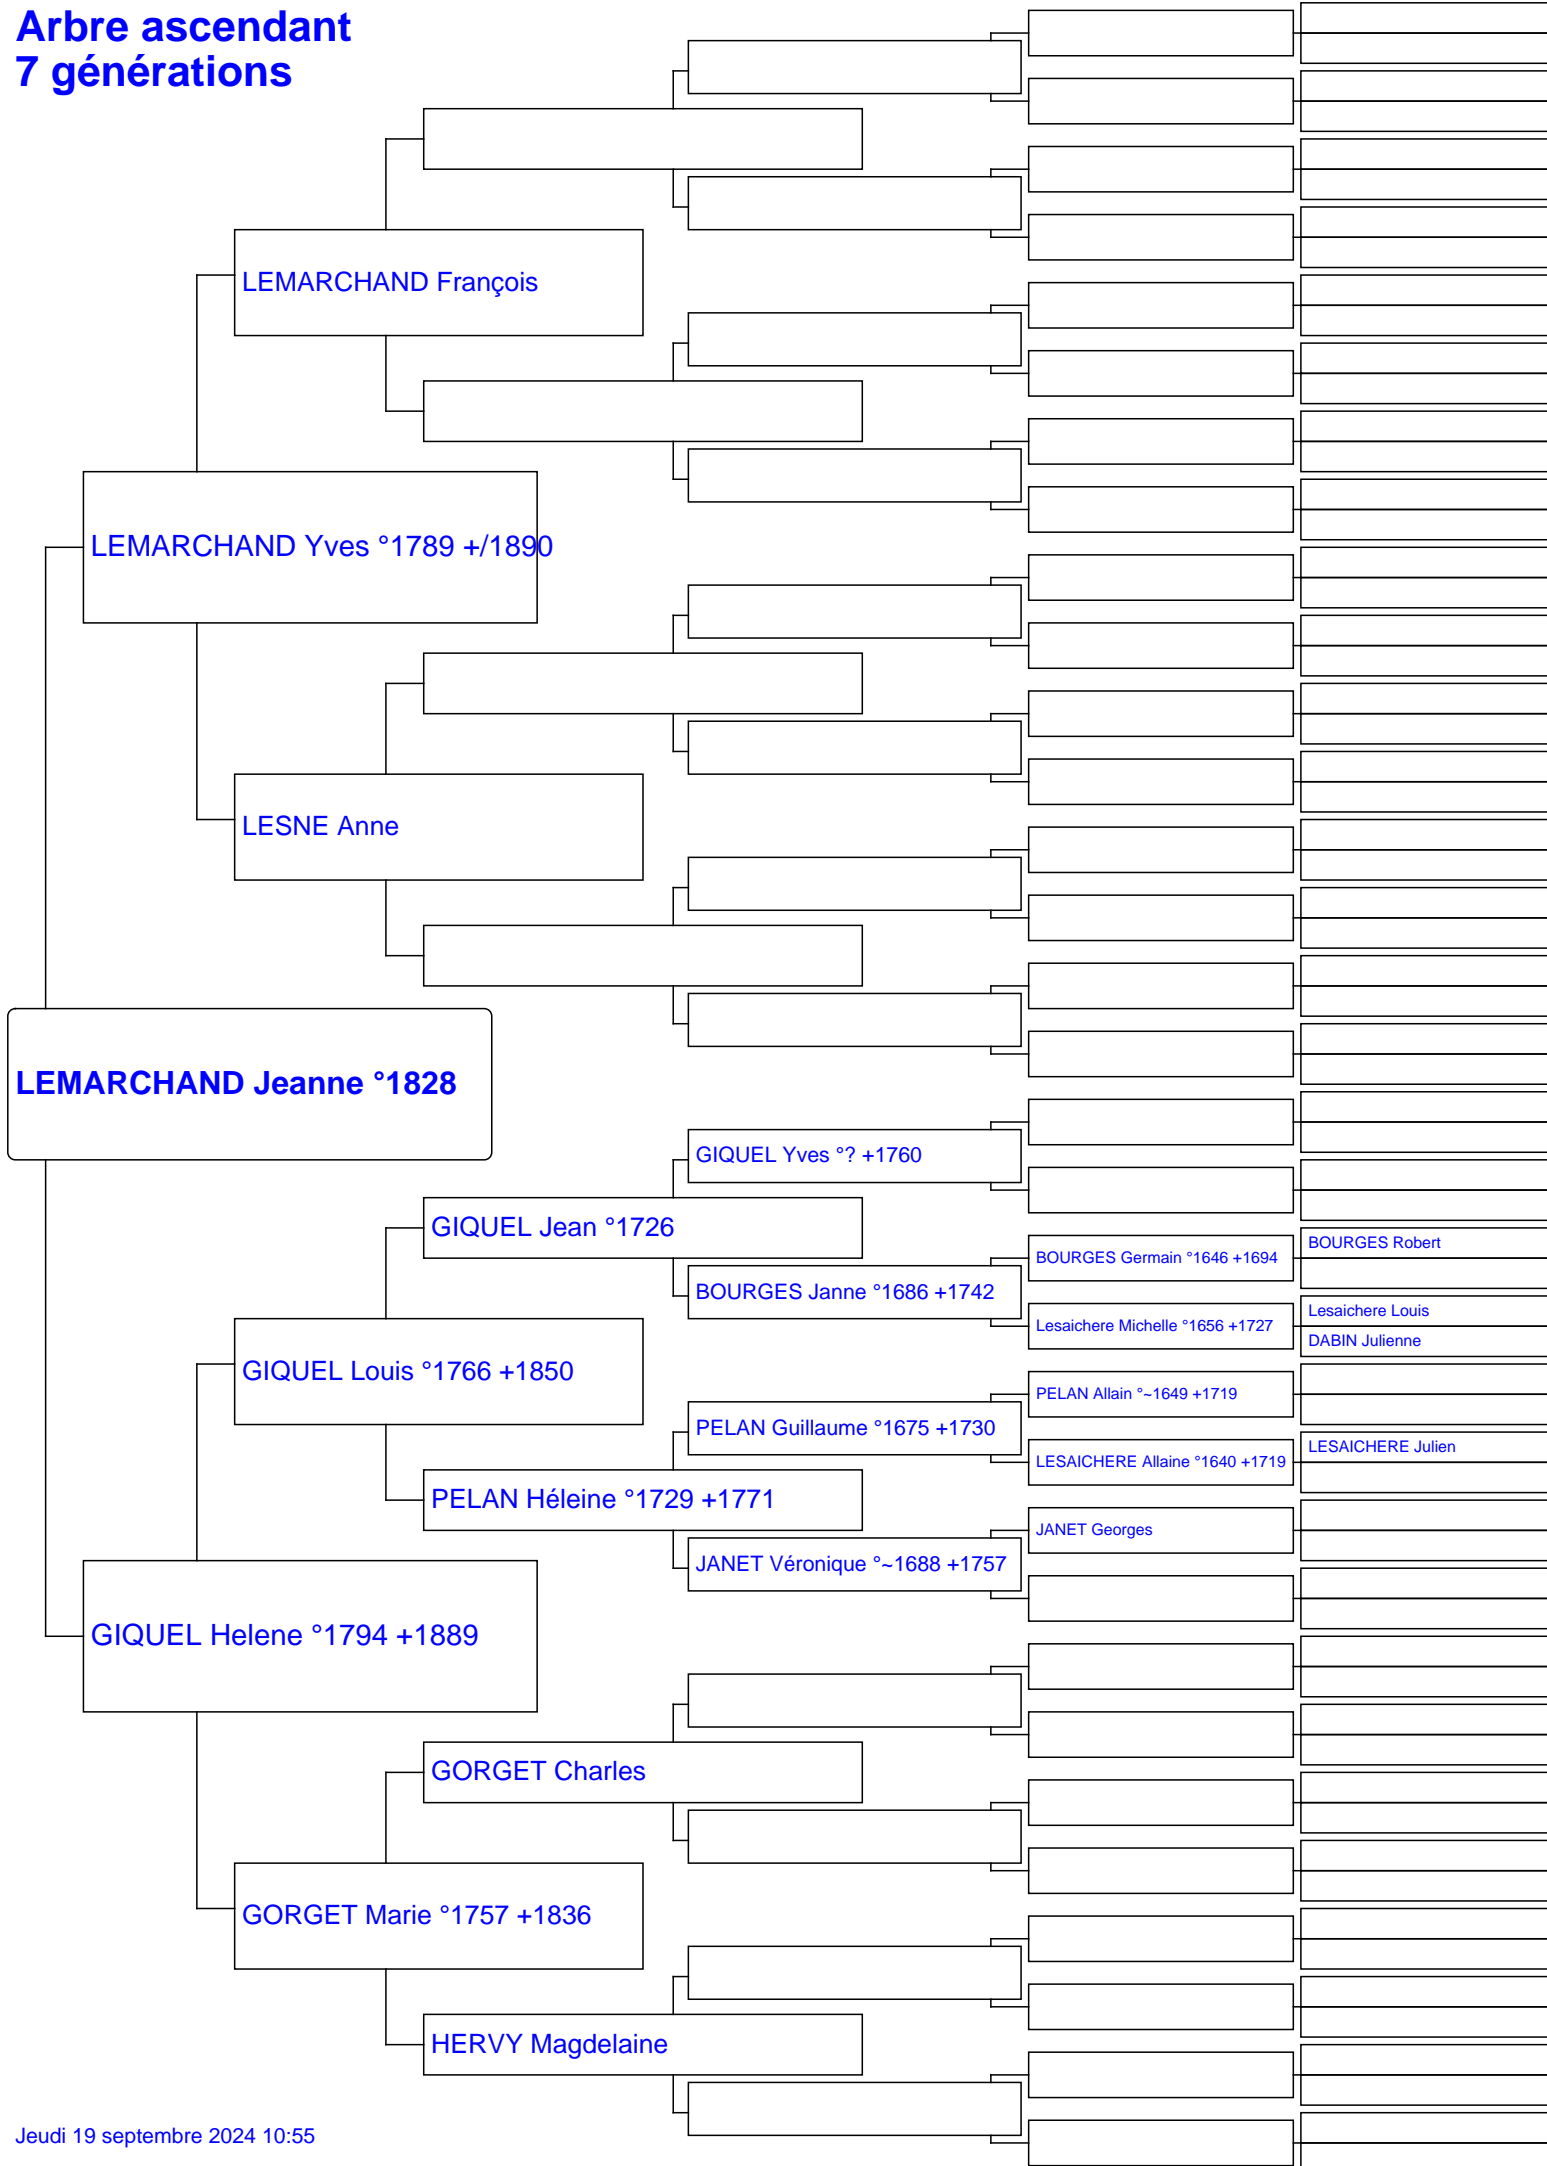 Arbre ascendant
7 générations
LEMARCHAND François
LEMARCHAND Yves °1789 +/1890
LESNE Anne
LEMARCHAND Jeanne °1828
GIQUEL Yves °? +1760
GIQUEL Jean °1726
BOURGES Robert
BOURGES Germain °1646 +1694
BOURGES Janne °1686 +1742
Lesaichere Louis
Lesaichere Michelle °1656 +1727
DABIN Julienne
GIQUEL Louis °1766 +1850
PELAN Allain °~1649 +1719
PELAN Guillaume °1675 +1730
LESAICHERE Julien
LESAICHERE Allaine °1640 +1719
PELAN Héleine °1729 +1771
JANET Georges
JANET Véronique °~1688 +1757
GIQUEL Helene °1794 +1889
GORGET Charles
GORGET Marie °1757 +1836
HERVY Magdelaine
Jeudi 19 septembre 2024 10:55